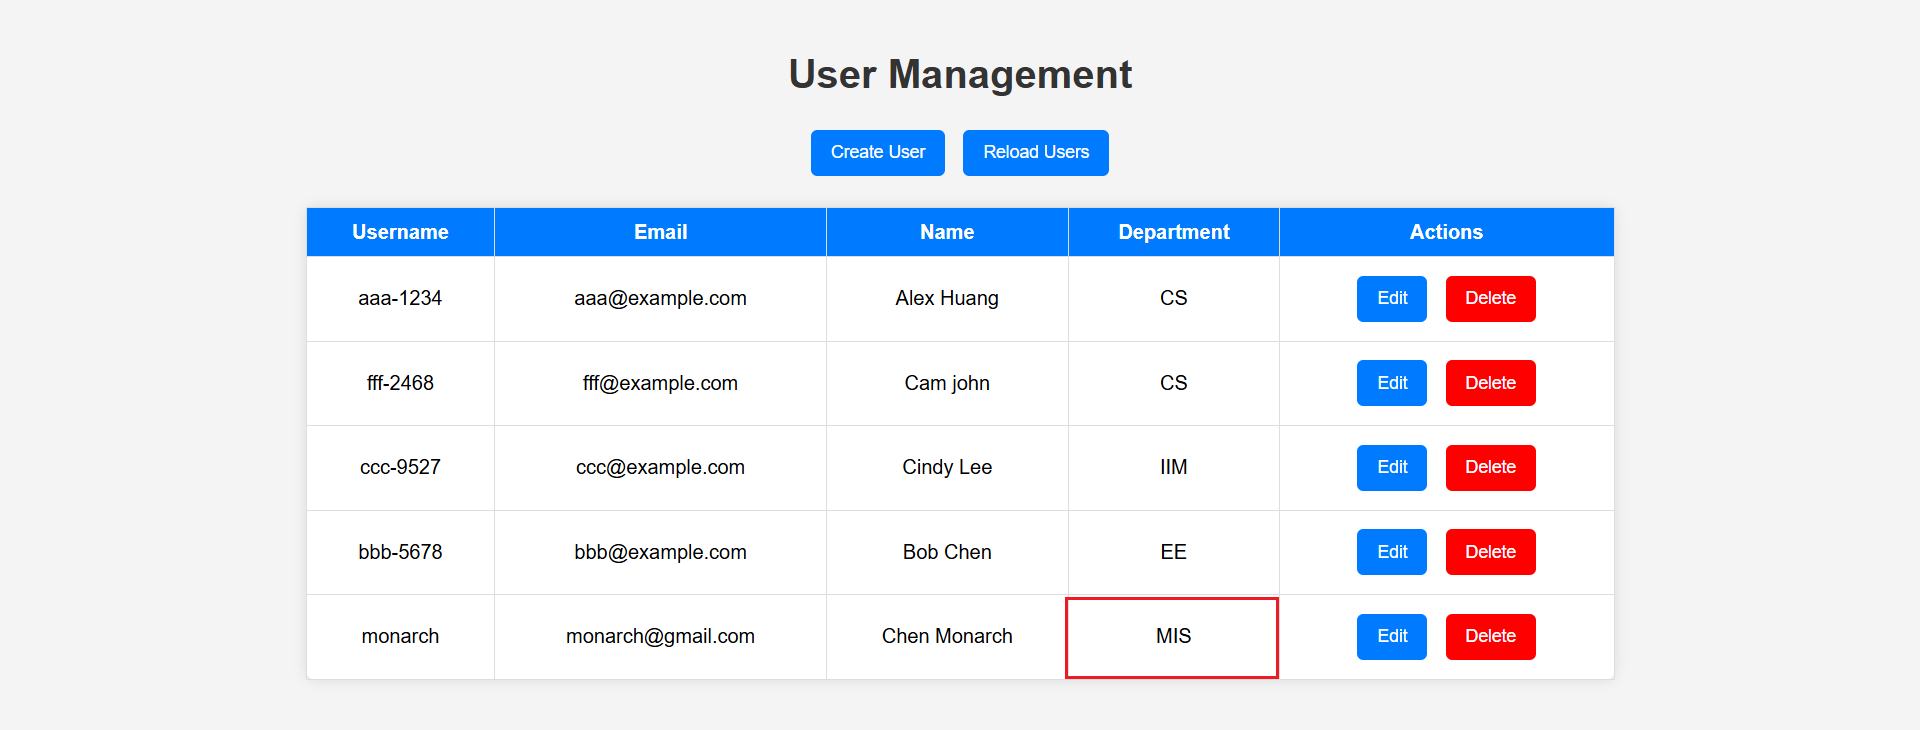 User Management
Create User Reload Users
Username Email Name Department Actions
aaa-1234 aaa@example.com Alex Huang CS Edit Delete
fff-2468 fff@example.com Cam john CS Edit Delete
ccc-9527 ccc@example.com Cindy Lee IIM Edit Delete
bbb-5678 bbb@example.com Bob Chen EE Edit Delete
monarch monarch@gmail.com Chen Monarch MIS Edit Delete